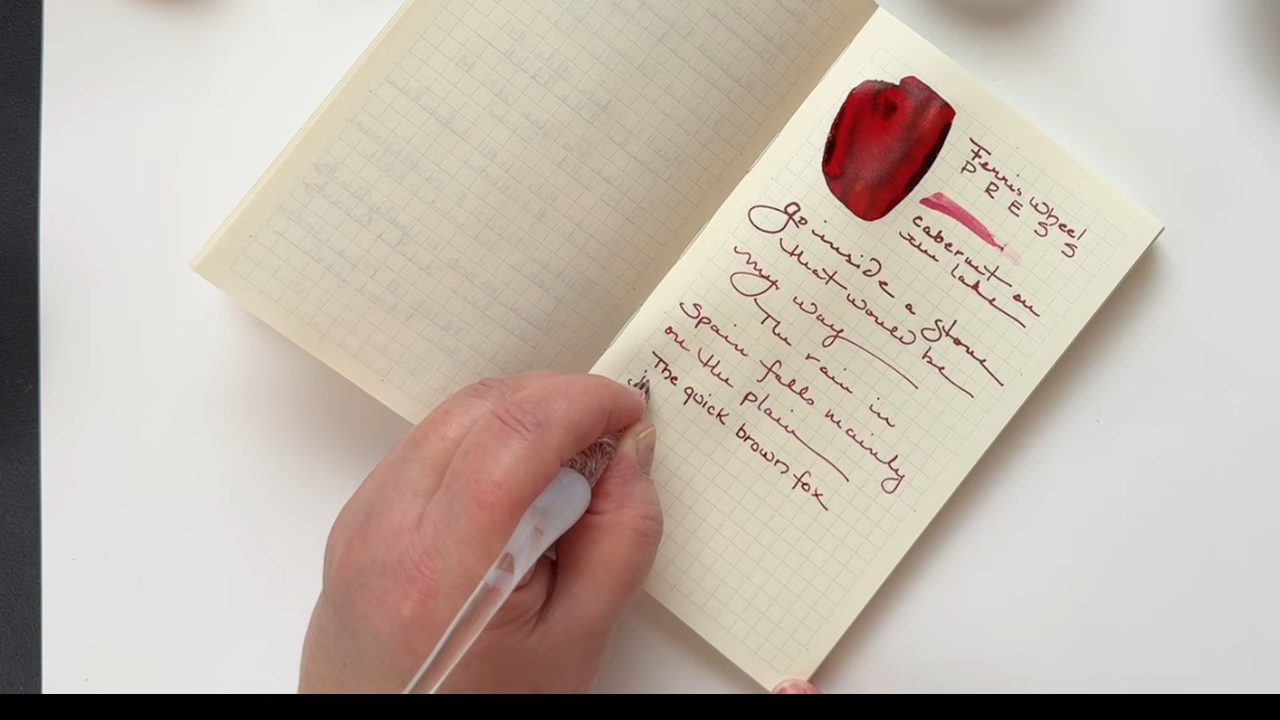 Ferris Wheel
PRESS
cabernet on
the lake
go inside a stone
that would be
my way
The rain in
Spain falls mainly
on the plain
The quick brown fox
j